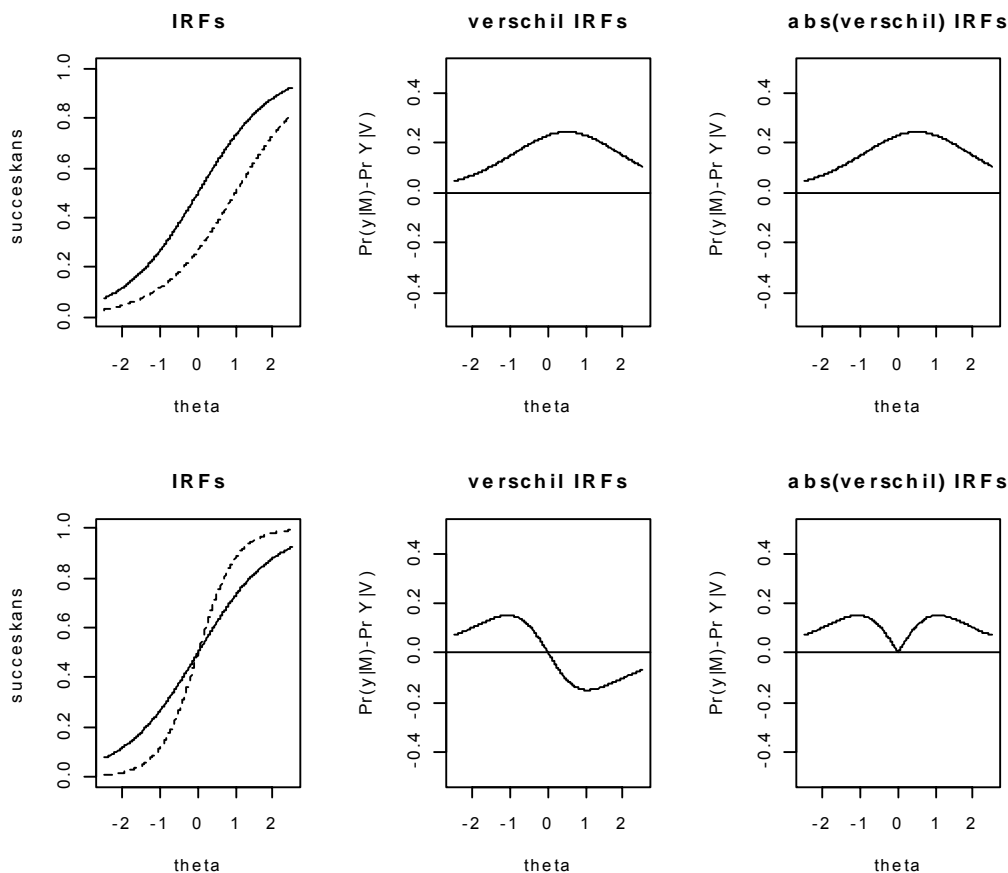 IRFs
succeskans
0.0 0.2 0.4 0.6 0.8 1.0
-2 -1 0 1 2
theta
verschil IRFs
Pr(y|M)-Pr Y|V)
-0.4 -0.2 0.0 0.2 0.4
-2 -1 0 1 2
theta
abs(verschil) IRFs
Pr(y|M)-Pr Y|V)
-0.4 -0.2 0.0 0.2 0.4
-2 -1 0 1 2
theta
IRFs
succeskans
0.0 0.2 0.4 0.6 0.8 1.0
-2 -1 0 1 2
theta
verschil IRFs
Pr(y|M)-Pr Y|V)
-0.4 -0.2 0.0 0.2 0.4
-2 -1 0 1 2
theta
abs(verschil) IRFs
Pr(y|M)-Pr Y|V)
-0.4 -0.2 0.0 0.2 0.4
-2 -1 0 1 2
theta